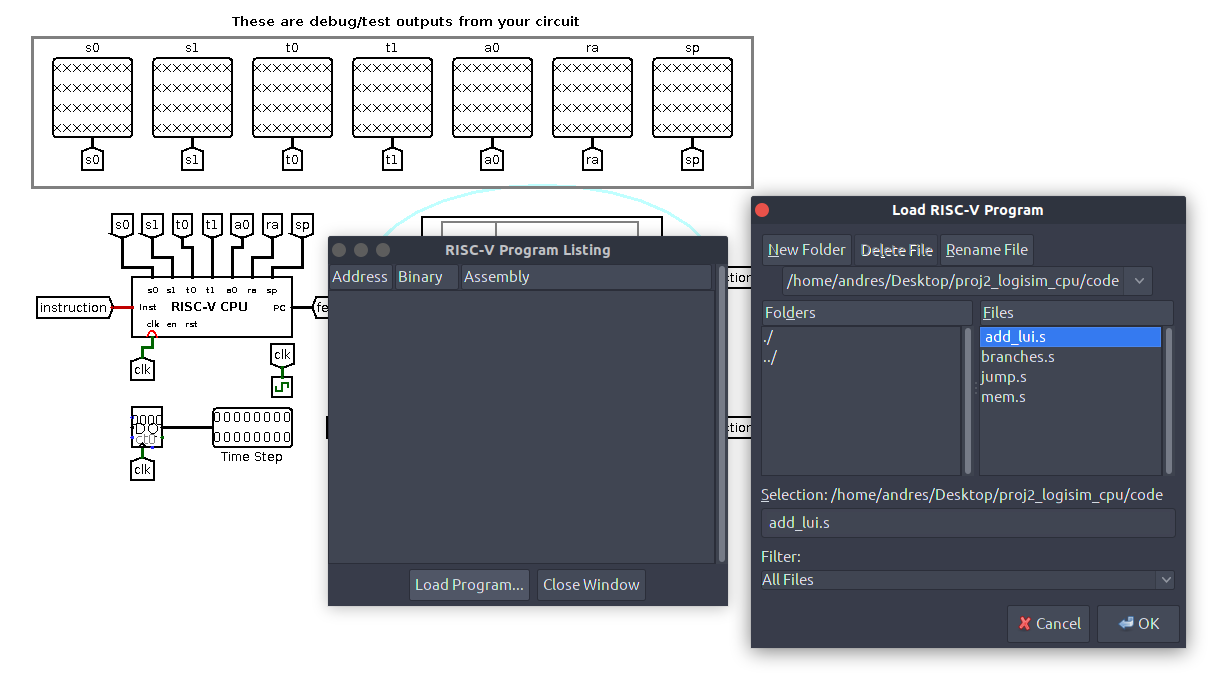 These are debug/test outputs from your circuit
s0 s1 t0 t1 a0 ra sp
s0 s1 t0 t1 a0 ra sp
s0 s1 t0 t1 a0 ra sp
s0 s1 t0 t1 a0 ra sp
instruction
Inst RISC-V CPU PC
clk en rst
fe
clk
clk
0000
D0
ctr
clk
00000000
00000000
Time Step
ction
ction
RISC-V Program Listing
Address Binary Assembly
Load Program... Close Window
Load RISC-V Program
New Folder Delete File Rename File
/home/andres/Desktop/proj2_logisim_cpu/code
Folders Files
./ add_lui.s
../ branches.s
jump.s
mem.s
Selection: /home/andres/Desktop/proj2_logisim_cpu/code
add_lui.s
Filter:
All Files
Cancel OK